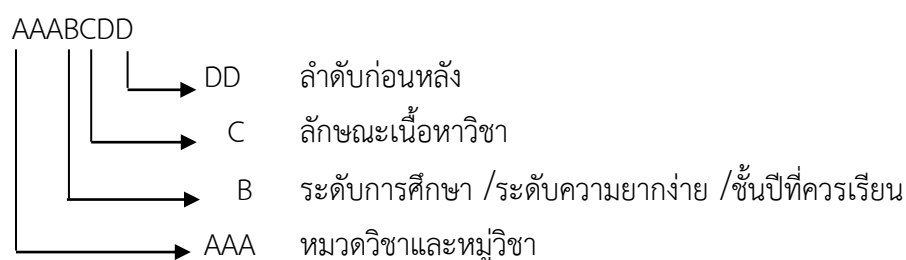 AAABCDD
DD ลำดับก่อนหลัง
C ลักษณะเนื้อหาวิชา
B ระดับการศึกษา /ระดับความยากง่าย /ชั้นปีที่ควรเรียน
AAA หมวดวิชาและหมู่วิชา